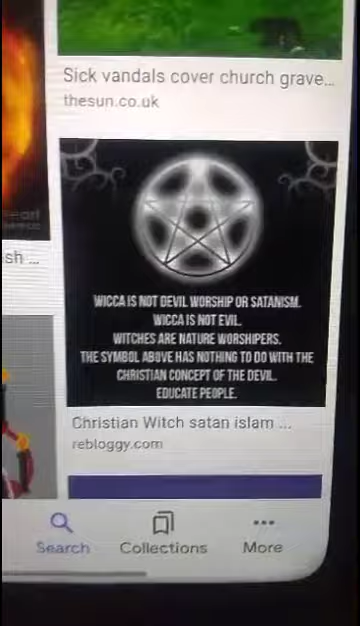 Sick vandals cover church grave...
thesun.co.uk
sh ...
WICCA IS NOT DEVIL WORSHIP OR SATANISM.
WICCA IS NOT EVIL.
WITCHES ARE NATURE WORSHIPERS.
THE SYMBOL ABOVE HAS NOTHING TO DO WITH THE
CHRISTIAN CONCEPT OF THE DEVIL.
EDUCATE PEOPLE.
Christian Witch satan islam ...
rebloggy.com
Search
Collections
More